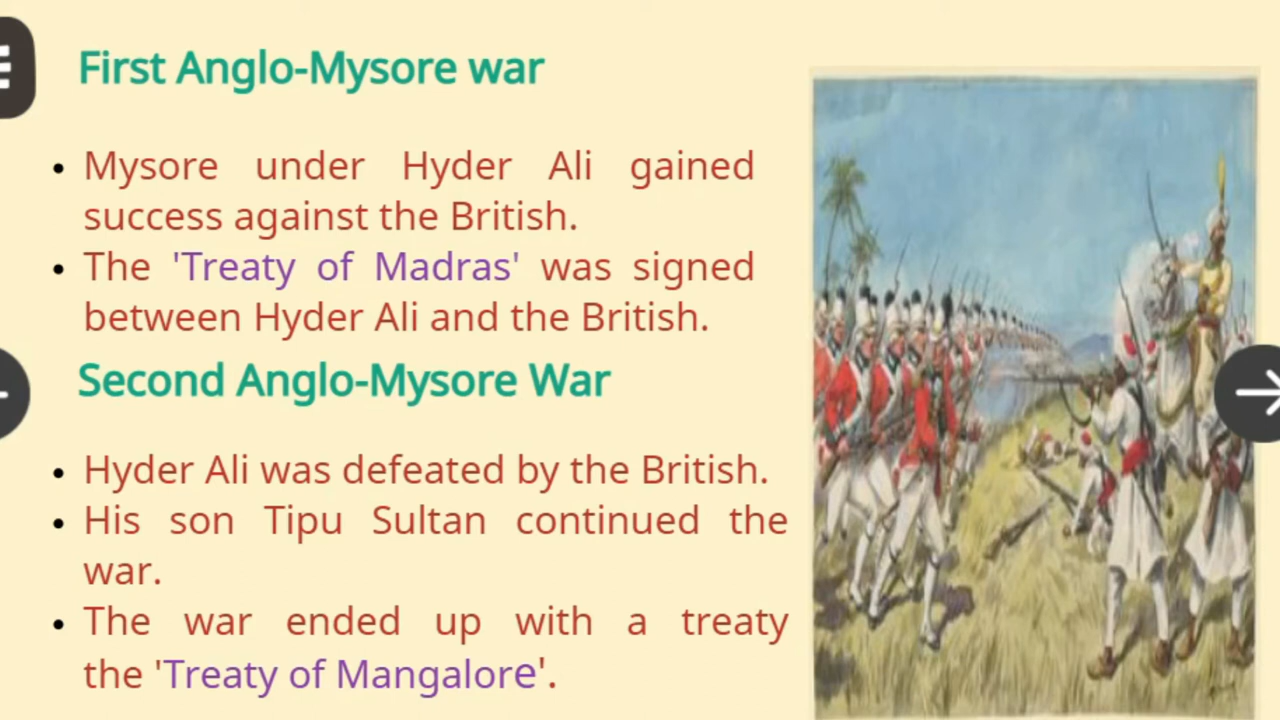 First Anglo-Mysore war
• Mysore under Hyder Ali gained
success against the British.
• The 'Treaty of Madras' was signed
between Hyder Ali and the British.
Second Anglo-Mysore War
• Hyder Ali was defeated by the British.
• His son Tipu Sultan continued the
war.
• The war ended up with a treaty
the 'Treaty of Mangalore'.